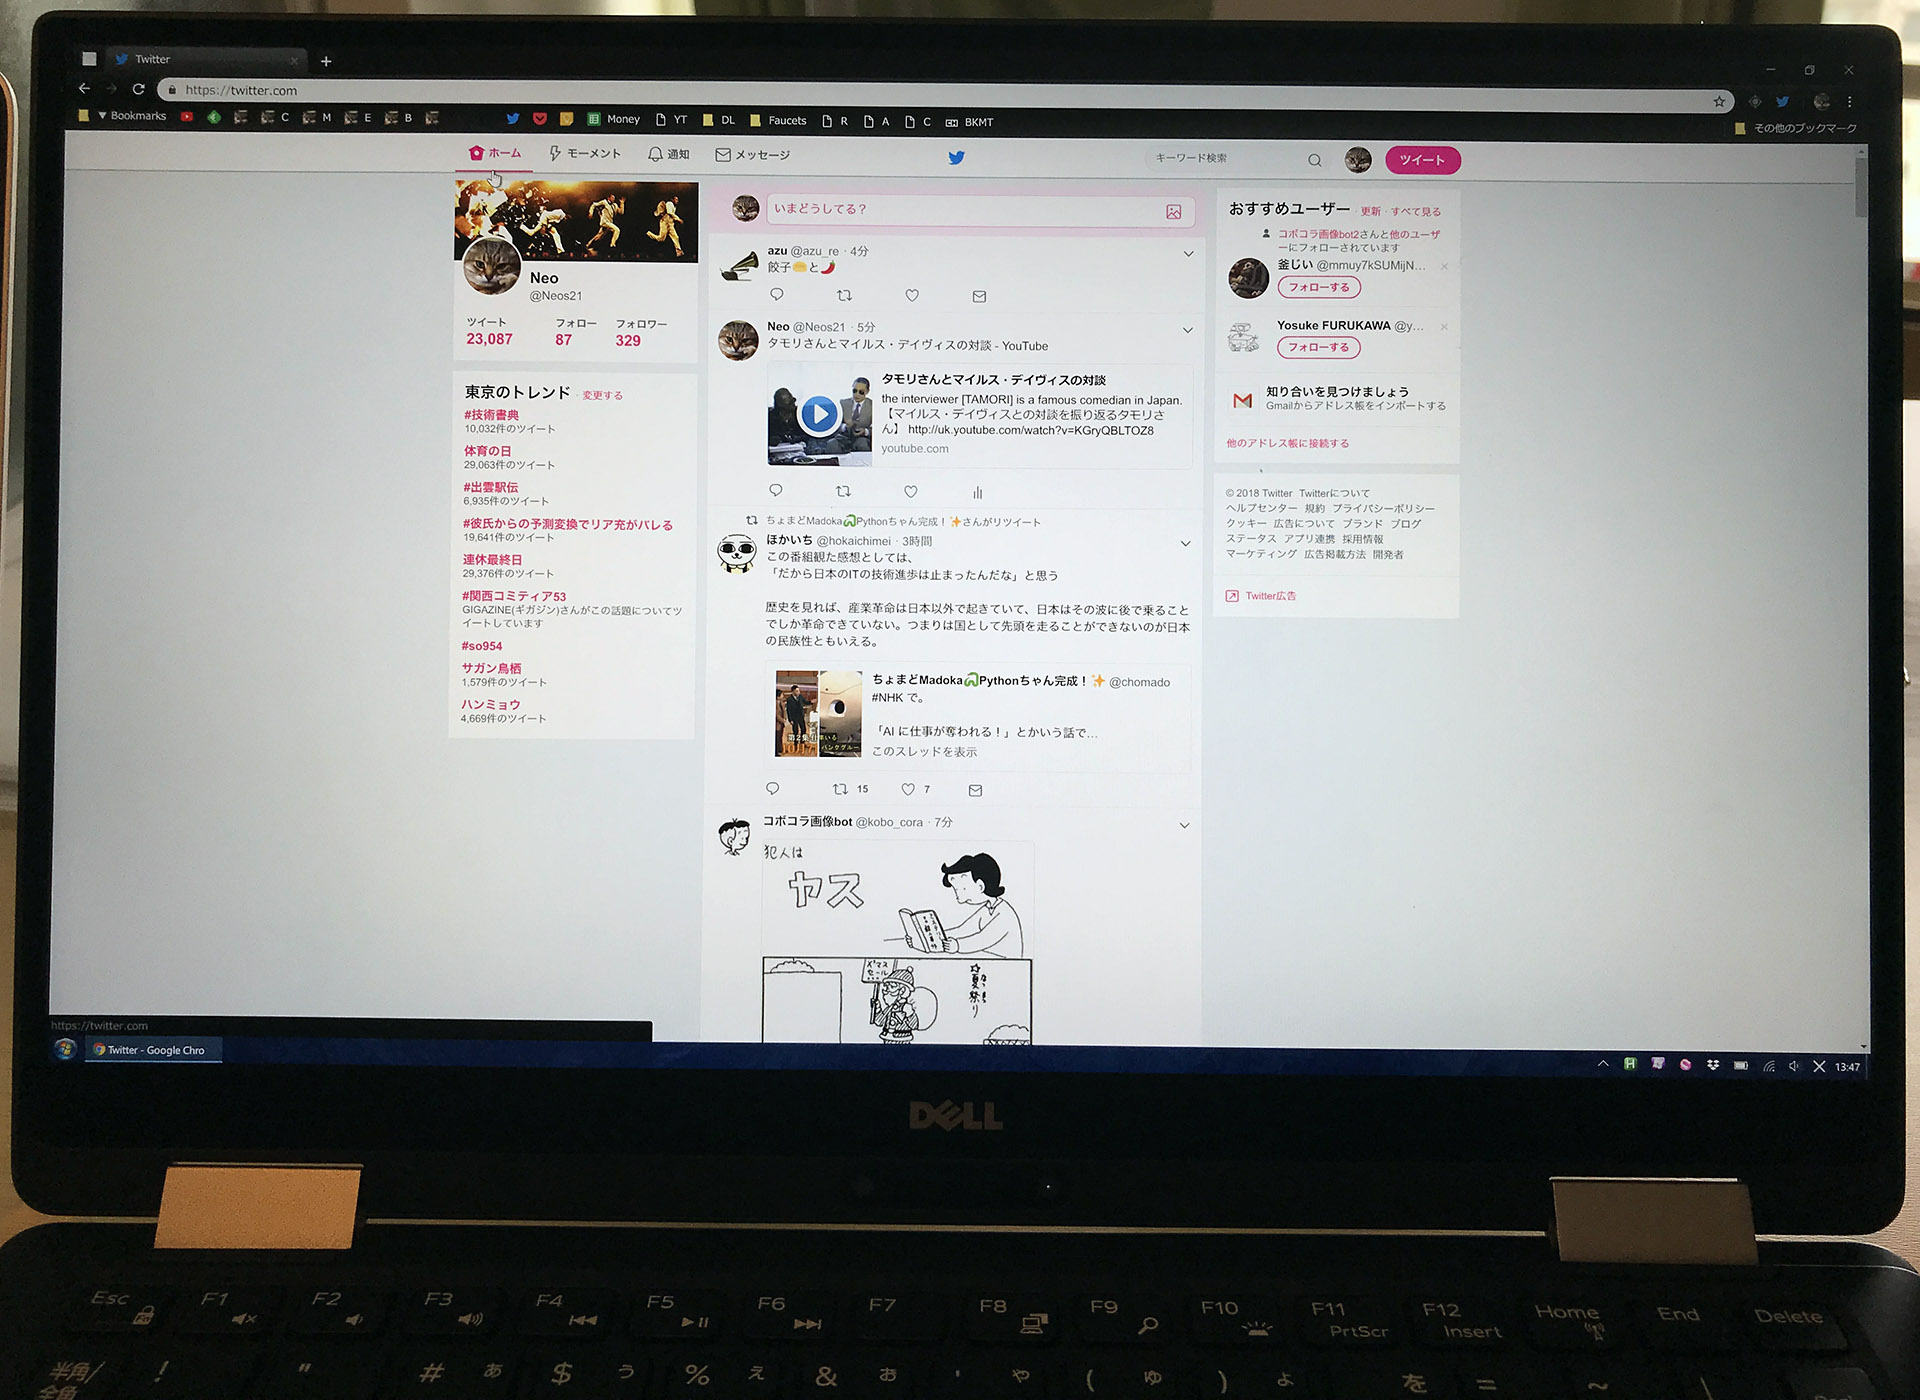 Twitter
https://twitter.com
Bookmarks C M E B Money YT DL Faucets R A C BKMT
その他のブックマーク
ホーム モーメント 通知 メッセージ キーワード検索 ツイート
Neo
@Neos21
ツイート フォロー フォロワー
23,087 87 329
東京のトレンド · 変更する
#技術書典
10,032件のツイート
体育の日
29,063件のツイート
#出雲駅伝
6,935件のツイート
#彼氏からの予測変換でリア充がバレる
19,641件のツイート
連休最終日
29,376件のツイート
#関西コミティア53
GIGAZINE(ギガジン)さんがこの話題についてツ
イートしています
#so954
サガン鳥栖
1,579件のツイート
ハンミョウ
4,669件のツイート
いまどうしてる？
azu @azu_re · 4分
餃子🥟と🌶️
Neo @Neos21 · 5分
タモリさんとマイルス・デイヴィスの対談 - YouTube
タモリさんとマイルス・デイヴィスの対談
the interviewer [TAMORI] is a famous comedian in Japan.
【マイルス・デイヴィスとの対談を振り返るタモリさ
ん】 http://uk.youtube.com/watch?v=KGryQBLTOZ8
youtube.com
ちょまどMadoka🐍Pythonちゃん完成！✨さんがリツイート
ほかいち @hokaichimei · 3時間
この番組観た感想としては、
「だから日本のITの技術進歩は止まったんだな」と思う
歴史を見れば、産業革命は日本以外で起きていて、日本はその波に後で乗ること
でしか革命できていない。つまりは国として先頭を走ることができないのが日本
の民族性ともいえる。
ちょまどMadoka🐍Pythonちゃん完成！✨ @chomado
#NHK で。
「AI に仕事が奪われる！」とかいう話で…
このスレッドを表示
15 7
コボコラ画像bot @kobo_cora · 7分
犯人は
ヤス
夏祭り
おすすめユーザー · 更新 · すべて見る
コボコラ画像bot2さんと他のユーザ
ーにフォローされています
釜じい @mmuy7kSUMijN...
フォローする
Yosuke FURUKAWA @y...
フォローする
知り合いを見つけましょう
Gmailからアドレス帳をインポートする
他のアドレス帳に接続する
© 2018 Twitter Twitterについて
ヘルプセンター 規約 プライバシーポリシー
クッキー 広告について ブランド ブログ
ステータス アプリ連携 採用情報
マーケティング 広告掲載方法 開発者
Twitter広告
https://twitter.com
Twitter - Google Chro
13:47
DELL
Esc F1 F2 F3 F4 F5 F6 F7 F8 F9 F10 F11 F12 Home End Delete
PrtScr Insert
半角/ ! " # あ $ う % え & お ' や ( ゆ ) よ を = ~
全角